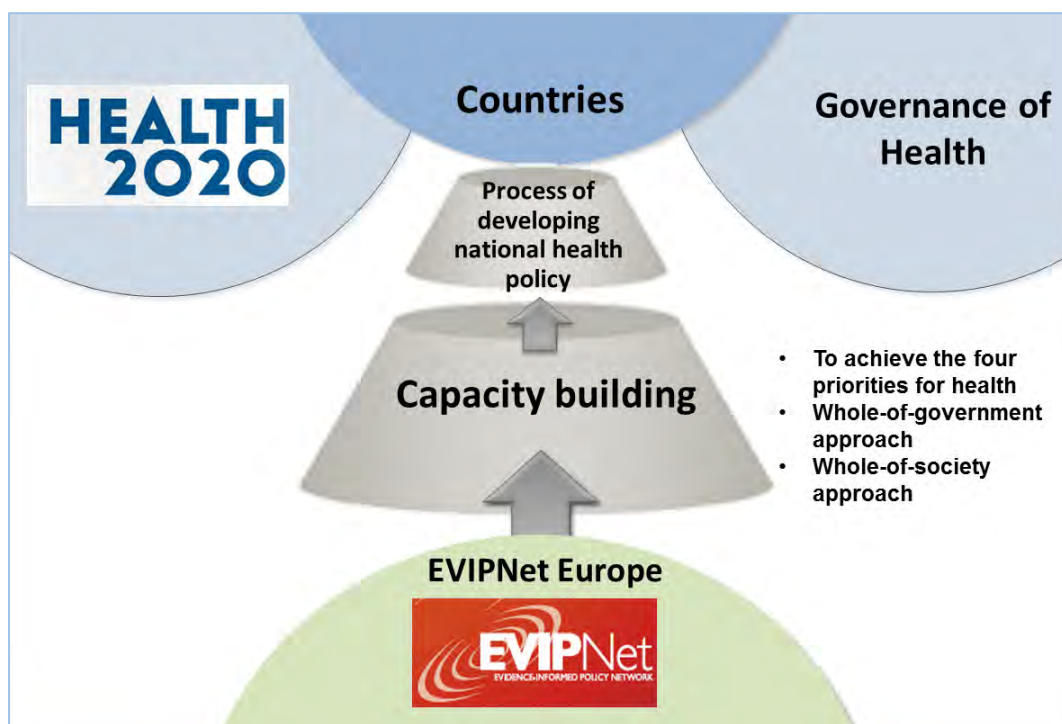 HEALTH
2020
Countries
Governance of
Health
Process of
developing
national health
policy
Capacity building
• To achieve the four
priorities for health
• Whole-of-government
approach
• Whole-of-society
approach
EVIPNet Europe
EVIPNet
EVIDENCE-INFORMED POLICY NETWORK